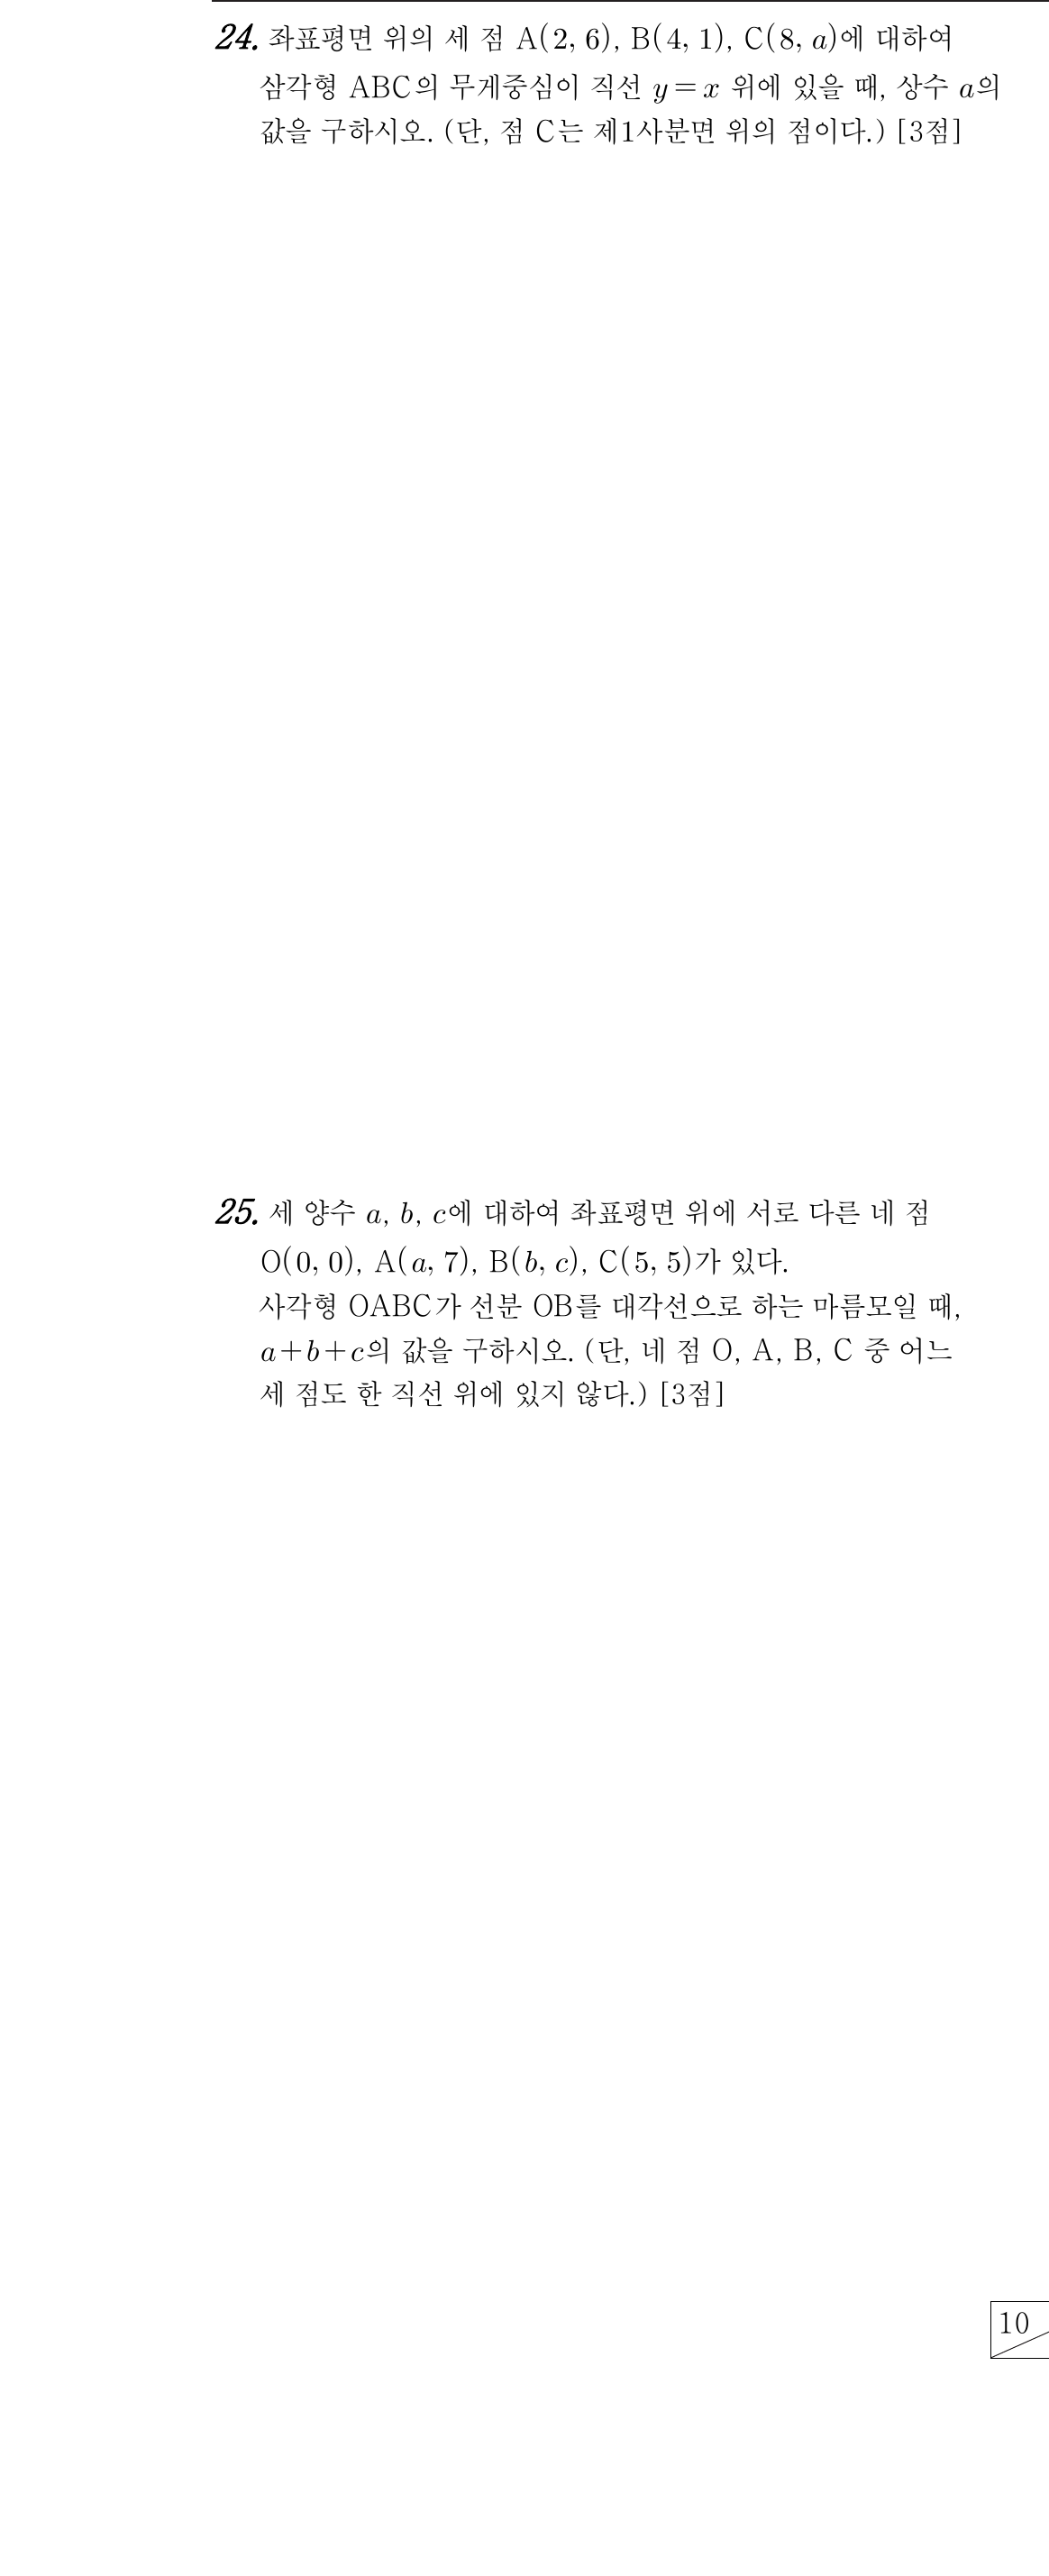 24. 좌표평면 위의 세 점 A(2, 6), B(4, 1), C(8, a)에 대하여
삼각형 ABC의 무게중심이 직선 y=x 위에 있을 때, 상수 a의
값을 구하시오. (단, 점 C는 제1사분면 위의 점이다.) [3점]
25. 세 양수 a, b, c에 대하여 좌표평면 위에 서로 다른 네 점
O(0, 0), A(a, 7), B(b, c), C(5, 5)가 있다.
사각형 OABC가 선분 OB를 대각선으로 하는 마름모일 때,
a+b+c의 값을 구하시오. (단, 네 점 O, A, B, C 중 어느
세 점도 한 직선 위에 있지 않다.) [3점]
10